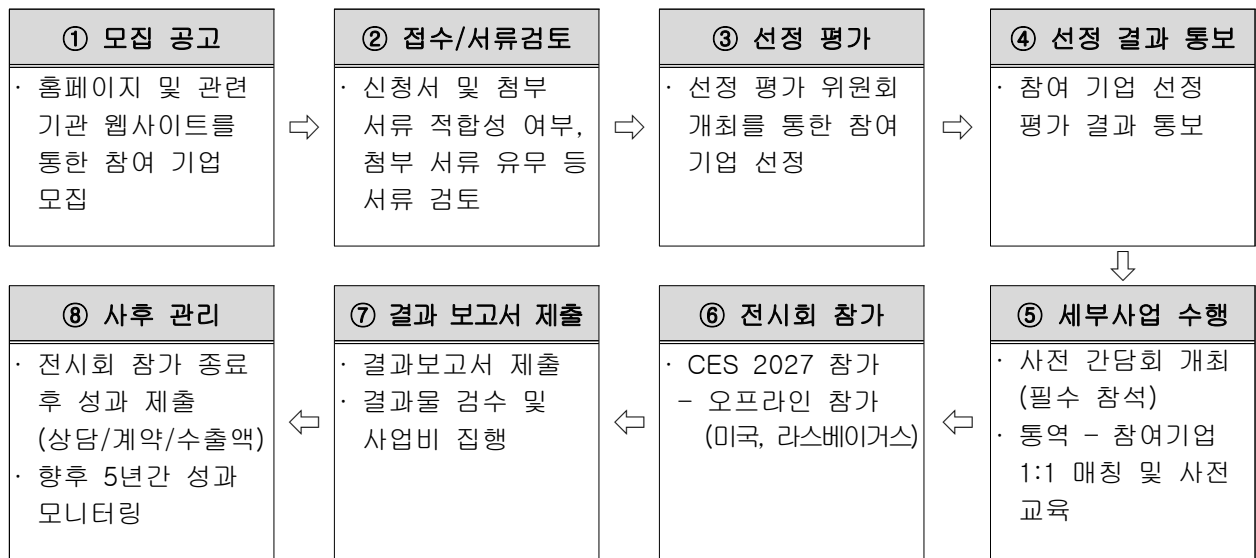 ① 모집 공고
· 홈페이지 및 관련
기관 웹사이트를
통한 참여 기업
모집
⇨
② 접수/서류검토
· 신청서 및 첨부
서류 적합성 여부,
첨부 서류 유무 등
서류 검토
⇨
③ 선정 평가
· 선정 평가 위원회
개최를 통한 참여
기업 선정
⇨
④ 선정 결과 통보
· 참여 기업 선정
평가 결과 통보
⇩
⑤ 세부사업 수행
· 사전 간담회 개최
(필수 참석)
· 통역 - 참여기업
1:1 매칭 및 사전
교육
⇦
⑥ 전시회 참가
· CES 2027 참가
- 오프라인 참가
(미국, 라스베이거스)
⇦
⑦ 결과 보고서 제출
· 결과보고서 제출
· 결과물 검수 및
사업비 집행
⇦
⑧ 사후 관리
· 전시회 참가 종료
후 성과 제출
(상담/계약/수출액)
· 향후 5년간 성과
모니터링